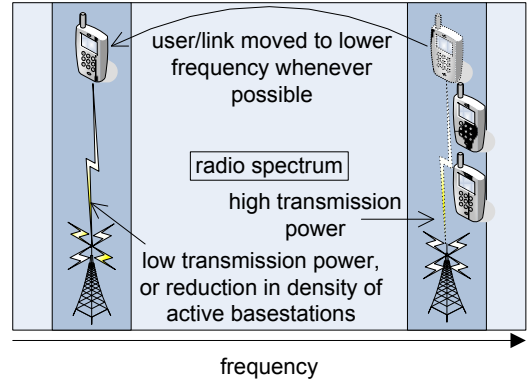 user/link moved to lower
frequency whenever
possible
radio spectrum
high transmission
power
low transmission power,
or reduction in density of
active basestations
frequency